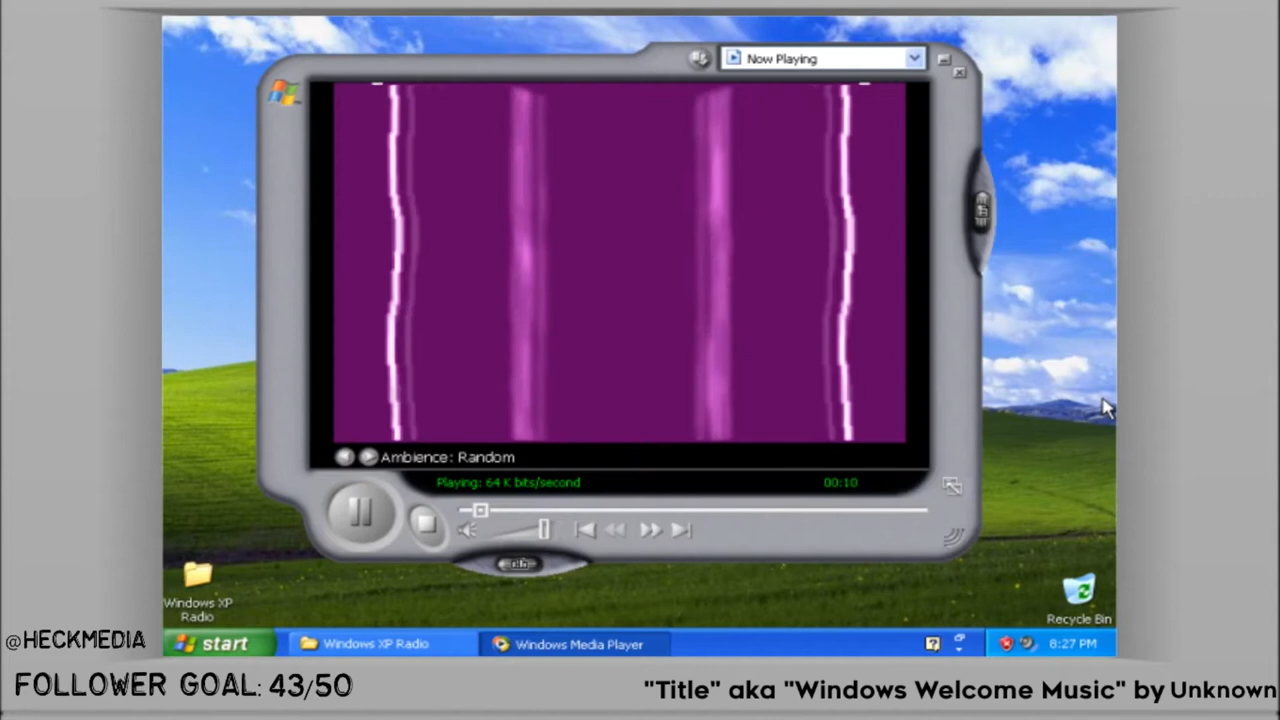 Now Playing
Ambience: Random
Playing: 64 K bits/second
00:10
Windows XP
Radio
Recycle Bin
start
Windows XP Radio
Windows Media Player
8:27 PM
@HECKMEDIA
FOLLOWER GOAL: 43/50
"Title" aka "Windows Welcome Music" by Unknown